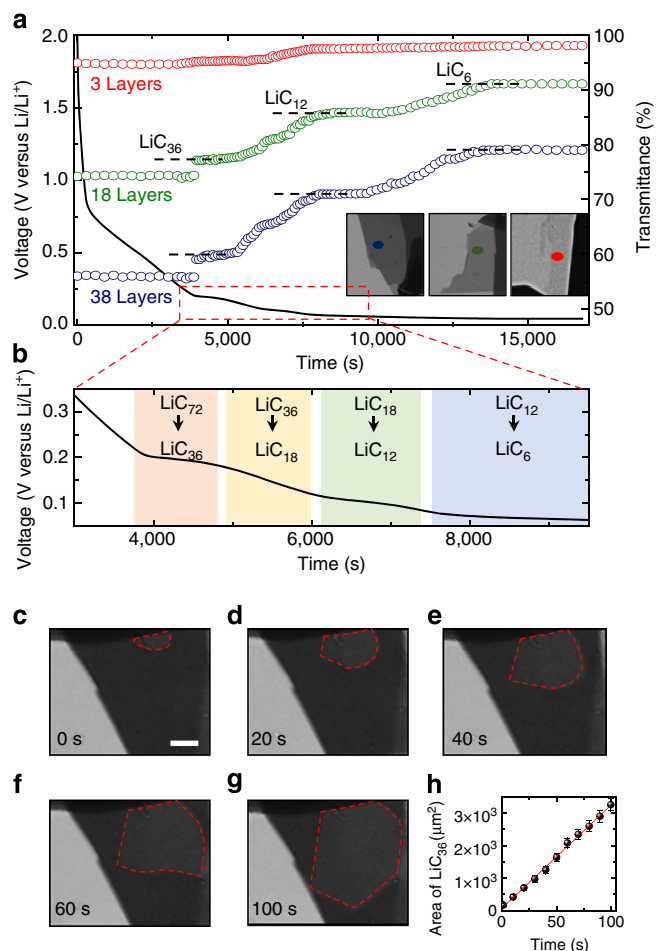 a
2.0
1.5
1.0
0.5
0.0
Voltage (V versus Li/Li⁺)
100
90
80
70
60
50
Transmittance (%)
3 Layers
LiC₃₆
LiC₁₂
LiC₆
18 Layers
38 Layers
0
5,000
10,000
15,000
Time (s)
b
0.3
0.2
0.1
Voltage (V versus Li/Li⁺)
LiC₇₂
LiC₃₆
LiC₁₈
LiC₁₂
LiC₃₆
LiC₁₈
LiC₁₂
LiC₆
4,000
6,000
8,000
Time (s)
c
d
e
0 s
20 s
40 s
f
g
h
60 s
100 s
Area of LiC₃₆ (μm²)
3×10³
2×10³
1×10³
0
0
50
100
Time (s)